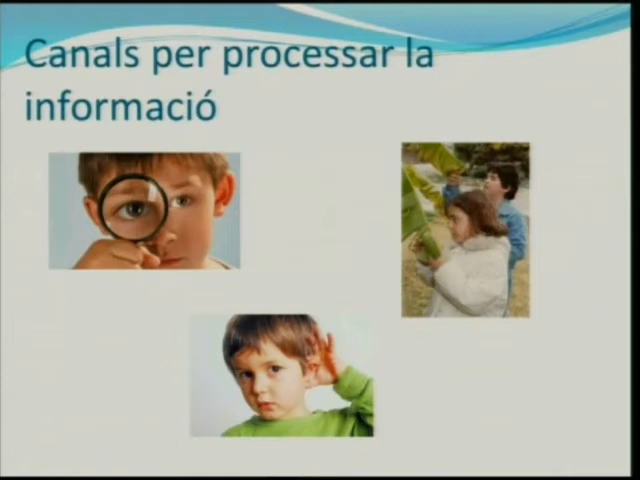 Canals per processar la
informació